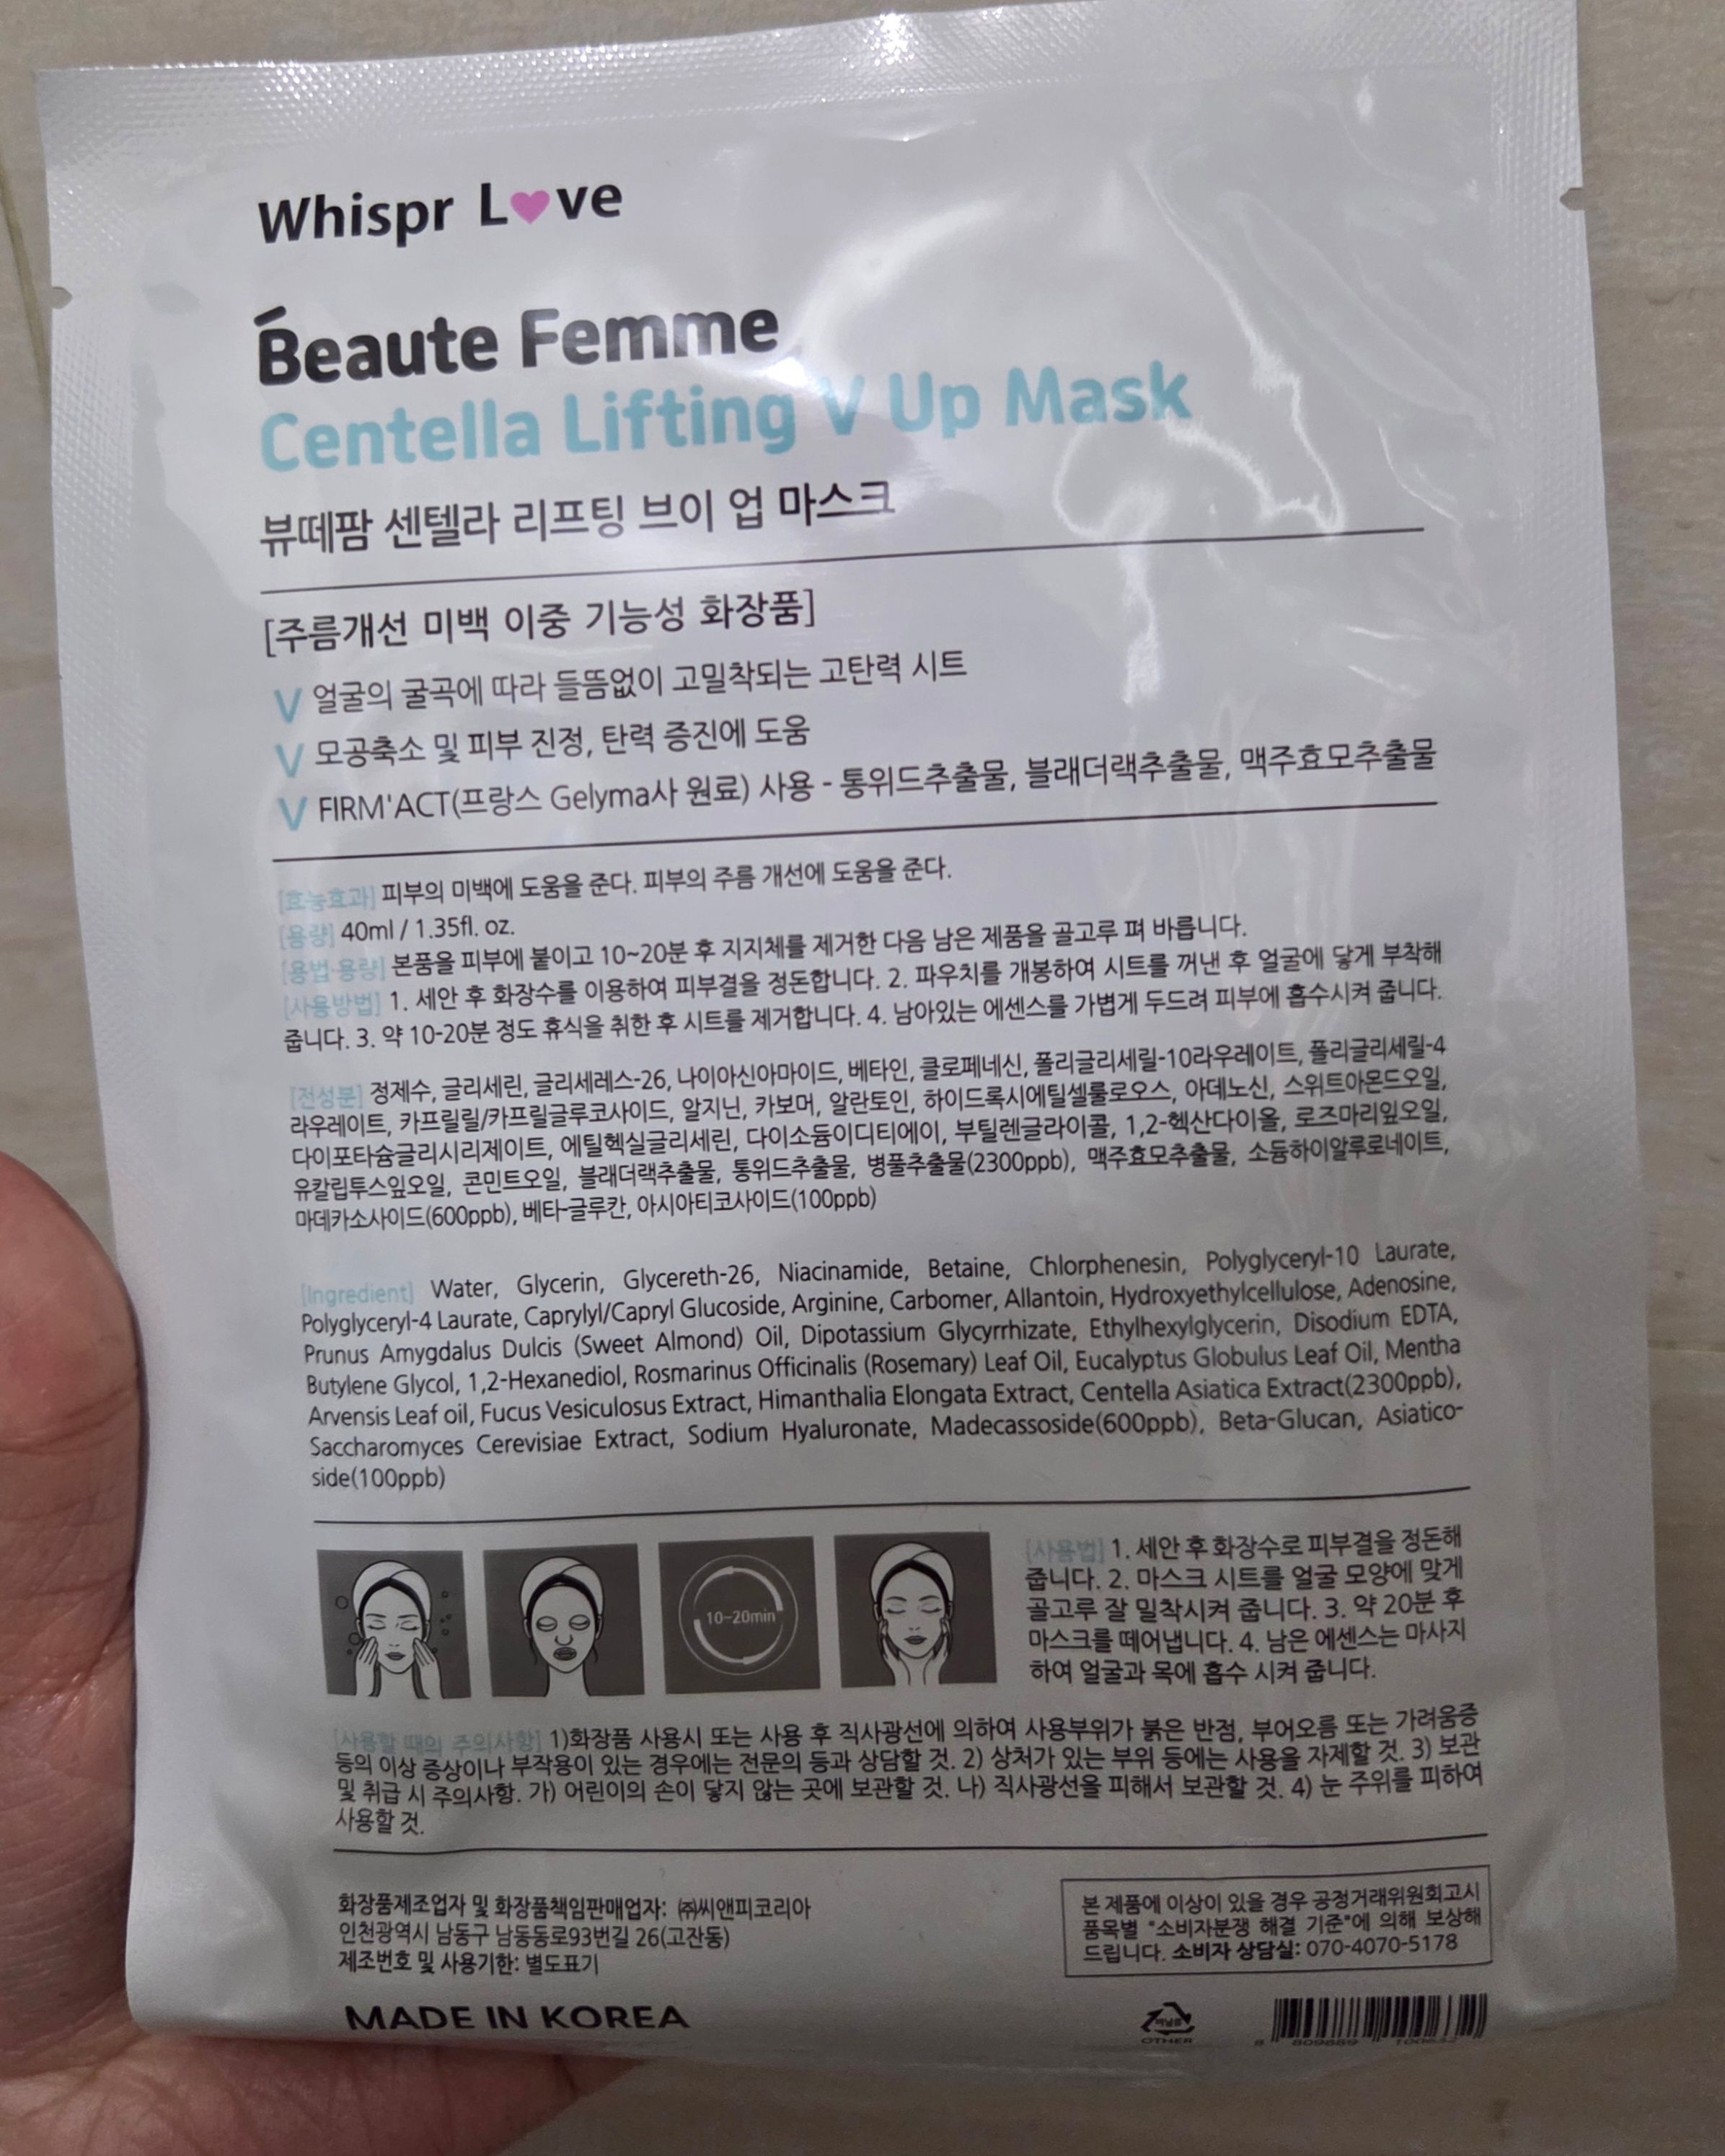 Whispr L♥ve
Beaute Femme
Centella Lifting V Up Mask
뷰떼팜 센텔라 리프팅 브이 업 마스크
[주름개선 미백 이중 기능성 화장품]
V 얼굴의 굴곡에 따라 들뜸없이 고밀착되는 고탄력 시트
V 모공축소 및 피부 진정, 탄력 증진에 도움
V FIRM'ACT(프랑스 Gelyma사 원료) 사용 - 통위드추출물, 블래더랙추출물, 맥주효모추출물
[효능효과] 피부의 미백에 도움을 준다. 피부의 주름 개선에 도움을 준다.
[용량] 40ml / 1.35fl. oz.
[용법·용량] 본품을 피부에 붙이고 10~20분 후 지지체를 제거한 다음 남은 제품을 골고루 펴 바릅니다.
[사용방법] 1. 세안 후 화장수를 이용하여 피부결을 정돈합니다. 2. 파우치를 개봉하여 시트를 꺼낸 후 얼굴에 닿게 부착해
줍니다. 3. 약 10-20분 정도 휴식을 취한 후 시트를 제거합니다. 4. 남아있는 에센스를 가볍게 두드려 피부에 흡수시켜 줍니다.
[전성분] 정제수, 글리세린, 글리세레스-26, 나이아신아마이드, 베타인, 클로페네신, 폴리글리세릴-10라우레이트, 폴리글리세릴-4
라우레이트, 카프릴릴/카프릴글루코사이드, 알지닌, 카보머, 알란토인, 하이드록시에틸셀룰로오스, 아데노신, 스위트아몬드오일,
다이포타슘글리시리제이트, 에틸헥실글리세린, 다이소듐이디티에이, 부틸렌글라이콜, 1,2-헥산다이올, 로즈마리잎오일,
유칼립투스잎오일, 콘민트오일, 블래더랙추출물, 통위드추출물, 병풀추출물(2300ppb), 맥주효모추출물, 소듐하이알루로네이트,
마데카소사이드(600ppb), 베타-글루칸, 아시아티코사이드(100ppb)
[Ingredient] Water, Glycerin, Glycereth-26, Niacinamide, Betaine, Chlorphenesin, Polyglyceryl-10 Laurate,
Polyglyceryl-4 Laurate, Caprylyl/Capryl Glucoside, Arginine, Carbomer, Allantoin, Hydroxyethylcellulose, Adenosine,
Prunus Amygdalus Dulcis (Sweet Almond) Oil, Dipotassium Glycyrrhizate, Ethylhexylglycerin, Disodium EDTA,
Butylene Glycol, 1,2-Hexanediol, Rosmarinus Officinalis (Rosemary) Leaf Oil, Eucalyptus Globulus Leaf Oil, Mentha
Arvensis Leaf oil, Fucus Vesiculosus Extract, Himanthalia Elongata Extract, Centella Asiatica Extract(2300ppb),
Saccharomyces Cerevisiae Extract, Sodium Hyaluronate, Madecassoside(600ppb), Beta-Glucan, Asiatico-
side(100ppb)
10-20min
[사용법] 1. 세안 후 화장수로 피부결을 정돈해
줍니다. 2. 마스크 시트를 얼굴 모양에 맞게
골고루 잘 밀착시켜 줍니다. 3. 약 20분 후
마스크를 떼어냅니다. 4. 남은 에센스는 마사지
하여 얼굴과 목에 흡수 시켜 줍니다.
[사용할 때의 주의사항] 1)화장품 사용시 또는 사용 후 직사광선에 의하여 사용부위가 붉은 반점, 부어오름 또는 가려움증
등의 이상 증상이나 부작용이 있는 경우에는 전문의 등과 상담할 것. 2) 상처가 있는 부위 등에는 사용을 자제할 것. 3) 보관
및 취급 시 주의사항. 가) 어린이의 손이 닿지 않는 곳에 보관할 것. 나) 직사광선을 피해서 보관할 것. 4) 눈 주위를 피하여
사용할 것.
화장품제조업자 및 화장품책임판매업자: ㈜씨앤피코리아
인천광역시 남동구 남동동로93번길 26(고잔동)
제조번호 및 사용기한: 별도표기
본 제품에 이상이 있을 경우 공정거래위원회고시
품목별 "소비자분쟁 해결 기준"에 의해 보상해
드립니다. 소비자 상담실: 070-4070-5178
MADE IN KOREA
OTHER